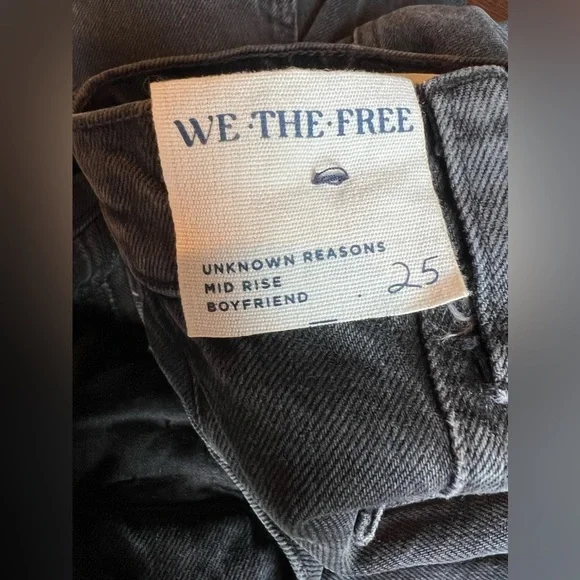 WE·THE·FREE
UNKNOWN REASONS
MID RISE
BOYFRIEND
25